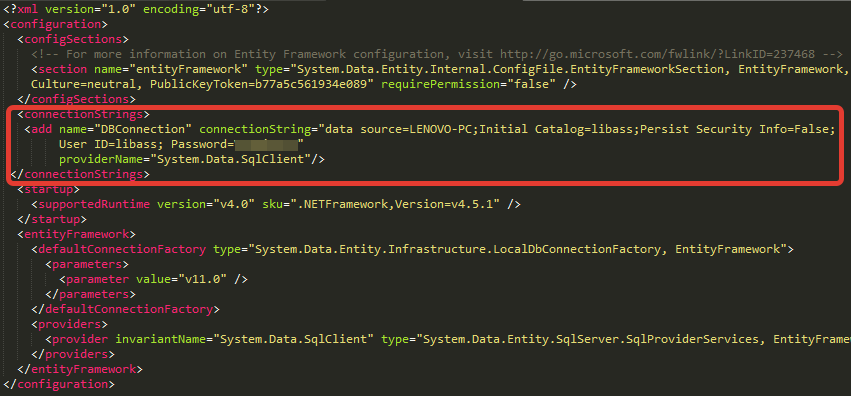 <?xml version="1.0" encoding="utf-8"?>
<configuration>
<configSections>
<!-- For more information on Entity Framework configuration, visit http://go.microsoft.com/fwlink/?LinkID=237468 -->
<section name="entityFramework" type="System.Data.Entity.Internal.ConfigFile.EntityFrameworkSection, EntityFramework,
Culture=neutral, PublicKeyToken=b77a5c561934e089" requirePermission="false" />
</configSections>
<connectionStrings>
<add name="DBConnection" connectionString="data source=LENOVO-PC;Initial Catalog=libass;Persist Security Info=False;
User ID=libass; Password="
providerName="System.Data.SqlClient"/>
</connectionStrings>
<startup>
<supportedRuntime version="v4.0" sku=".NETFramework,Version=v4.5.1" />
</startup>
<entityFramework>
<defaultConnectionFactory type="System.Data.Entity.Infrastructure.LocalDbConnectionFactory, EntityFramework">
<parameters>
<parameter value="v11.0" />
</parameters>
</defaultConnectionFactory>
<providers>
<provider invariantName="System.Data.SqlClient" type="System.Data.Entity.SqlServer.SqlProviderServices, EntityFramew
</providers>
</entityFramework>
</configuration>